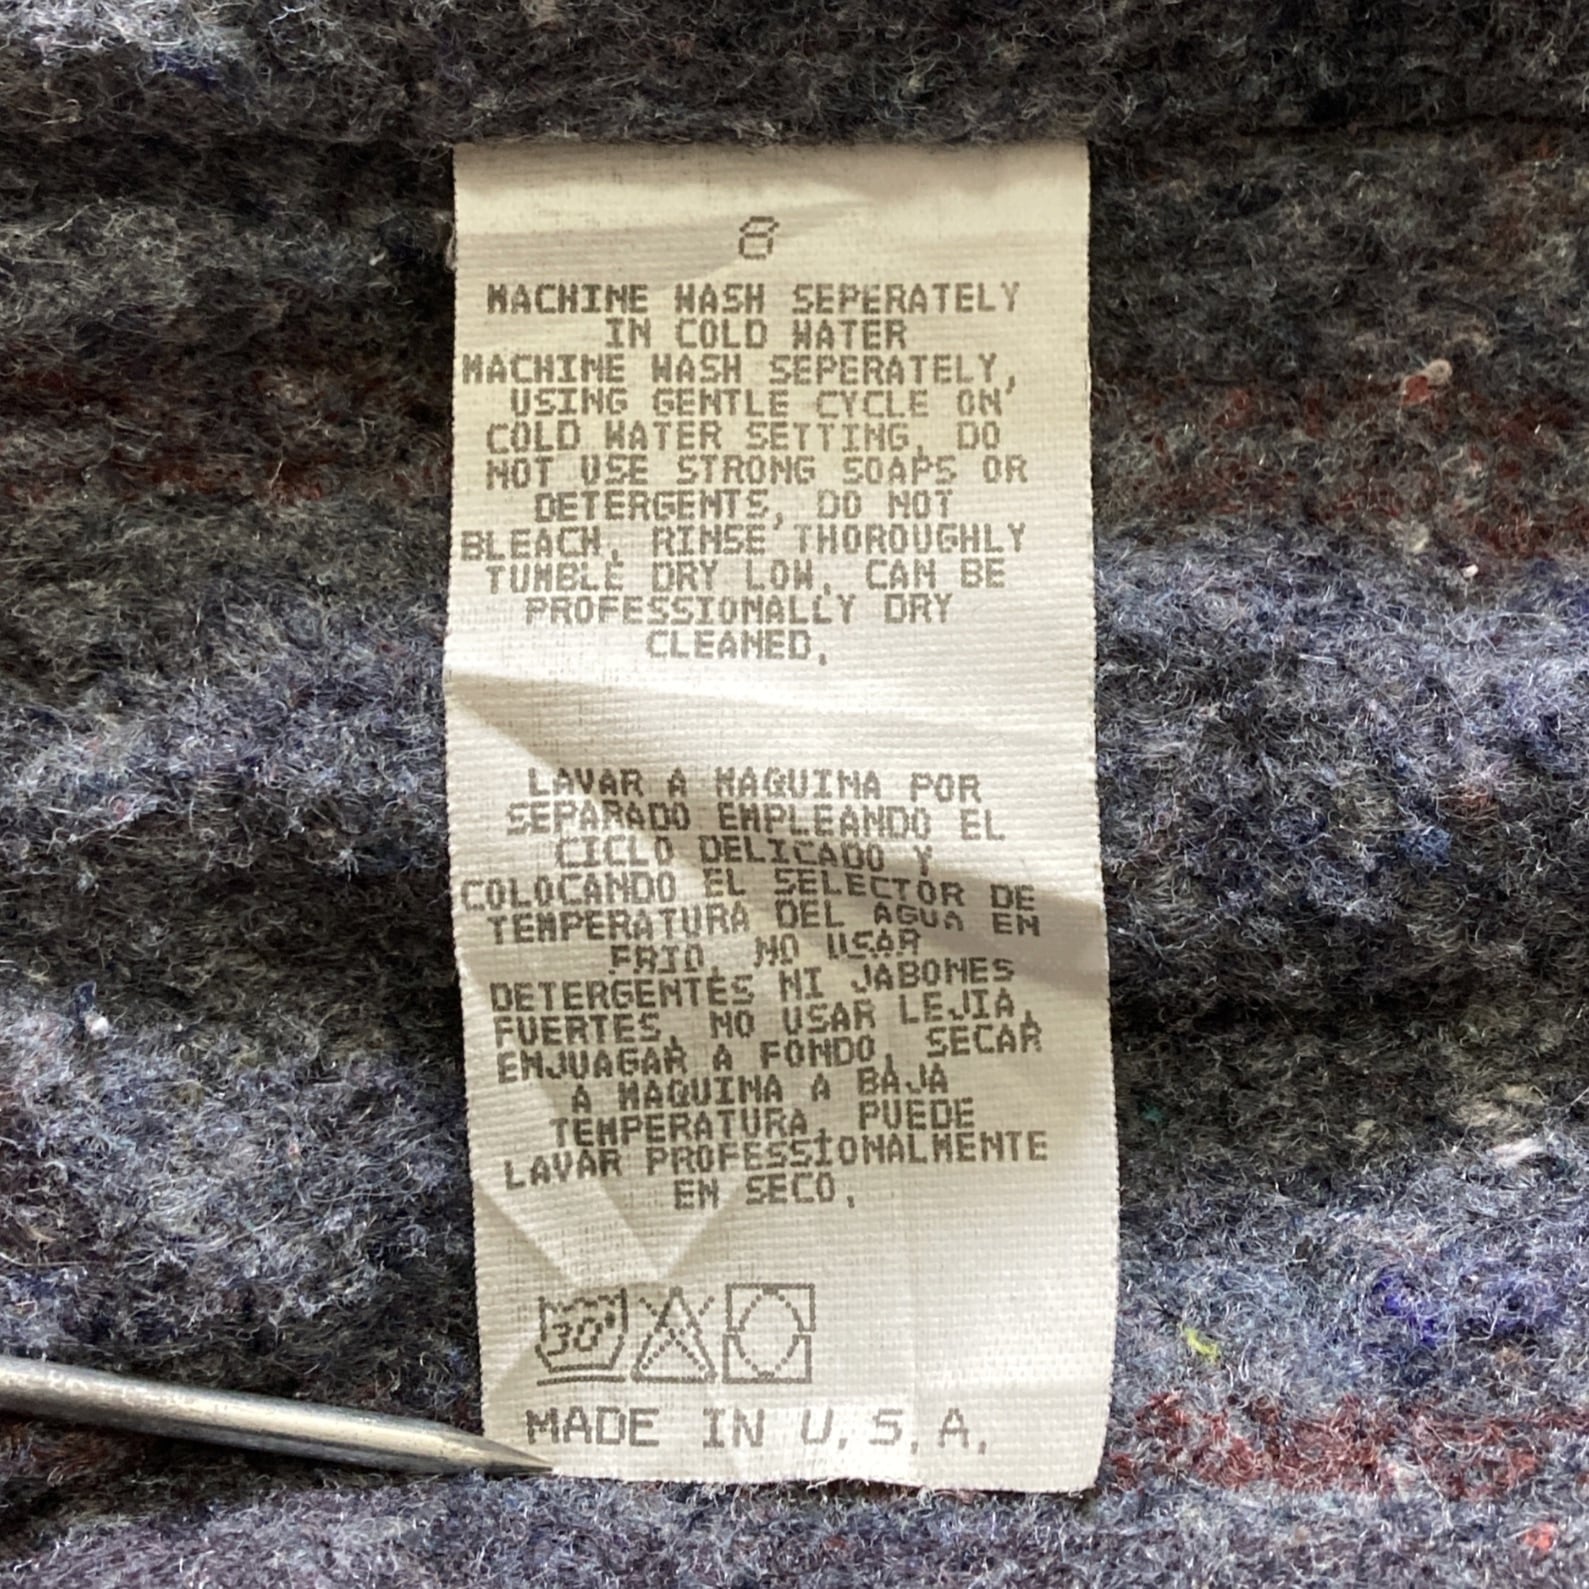 8
MACHINE WASH SEPERATELY
IN COLD WATER
MACHINE WASH SEPERATELY,
USING GENTLE CYCLE ON
COLD WATER SETTING, DO
NOT USE STRONG SOAPS OR
DETERGENTS, DO NOT
BLEACH, RINSE THOROUGHLY
TUMBLE DRY LOW, CAN BE
PROFESSIONALLY DRY
CLEANED,
LAVAR A MAQUINA POR
SEPARADO EMPLEANDO EL
CICLO DELICADO Y
COLOCANDO EL SELECTOR DE
TEMPERATURA DEL AGUA EN
FRIO, NO USAR
DETERGENTES NI JABONES
FUERTES, NO USAR LEJIA,
ENJUAGAR A FONDO, SECAR
A MAQUINA A BAJA
TEMPERATURA, PUEDE
LAVAR PROFESSIONALMENTE
EN SECO,
30°
MADE IN U.S.A.